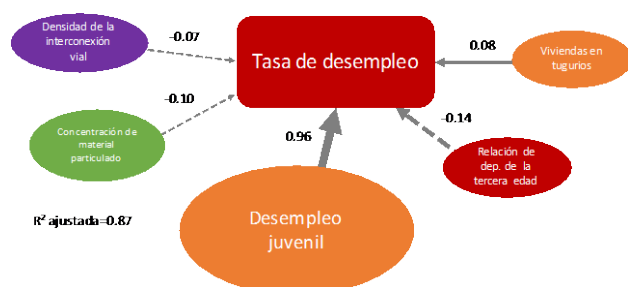 Densidad de la
interconexión
vial
-0.07
Tasa de desempleo
0.08
Viviendas en
tugurios
-0.10
Concentración de
material
particulado
0.96
-0.14
Relación de
dep. de la
tercera edad
R² ajustada=0.87
Desempleo
juvenil